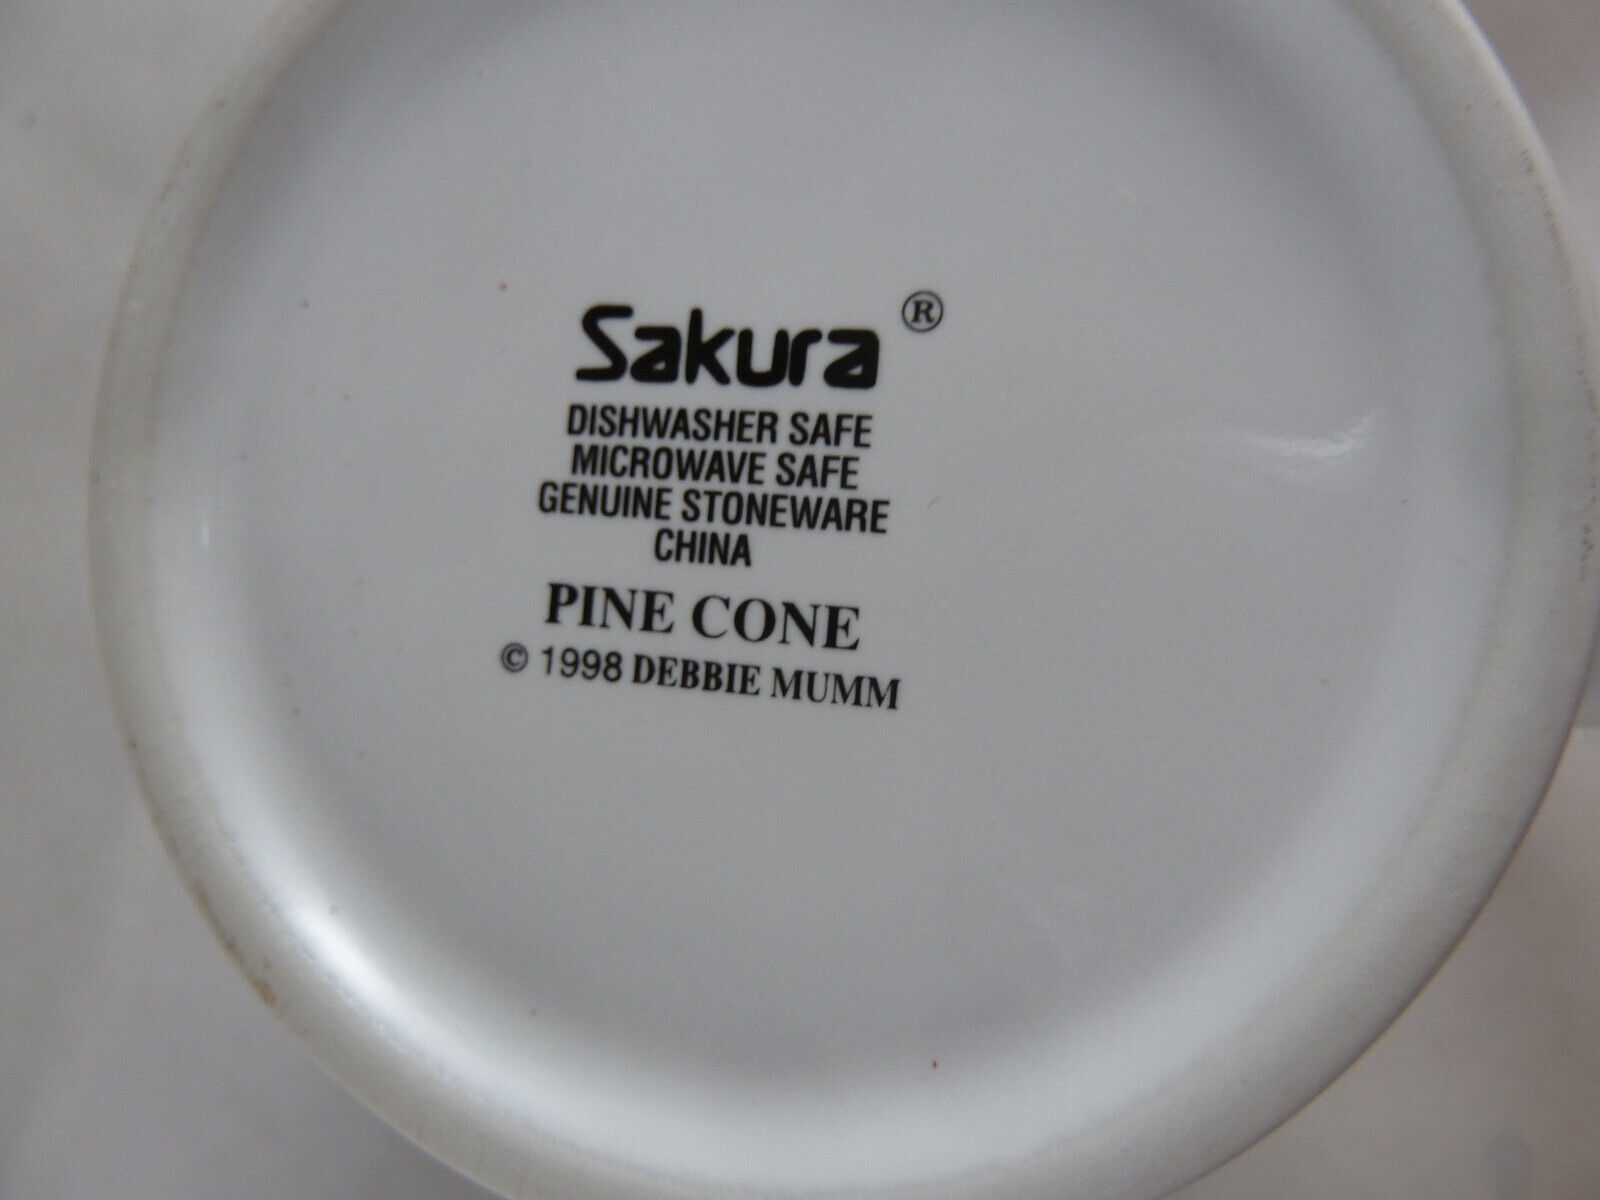 Sakura ®
DISHWASHER SAFE
MICROWAVE SAFE
GENUINE STONEWARE
CHINA
PINE CONE
© 1998 DEBBIE MUMM